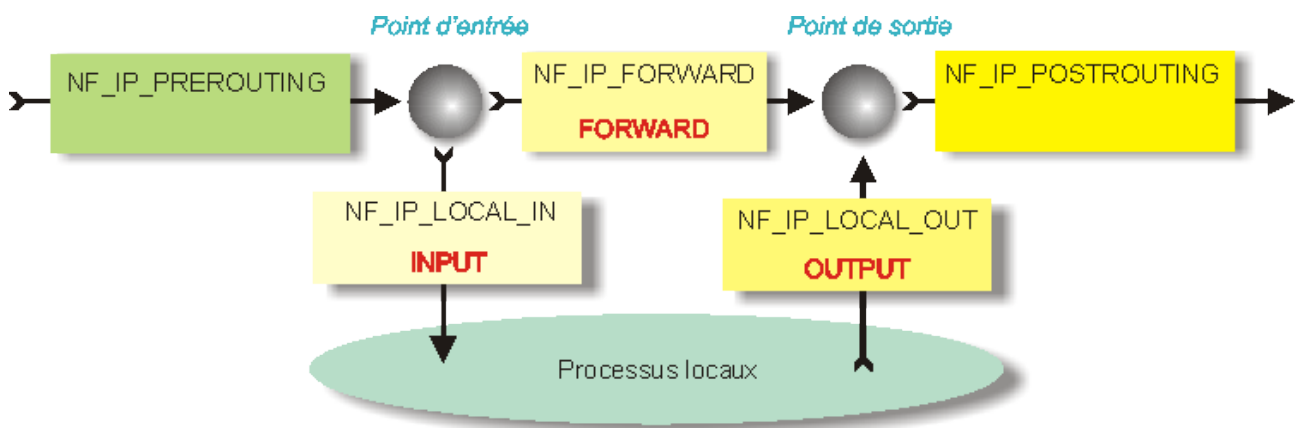 Point d'entrée
Point de sortie
NF_IP_PREROUTING
NF_IP_FORWARD
FORWARD
NF_IP_POSTROUTING
NF_IP_LOCAL_IN
INPUT
NF_IP_LOCAL_OUT
OUTPUT
Processus locaux